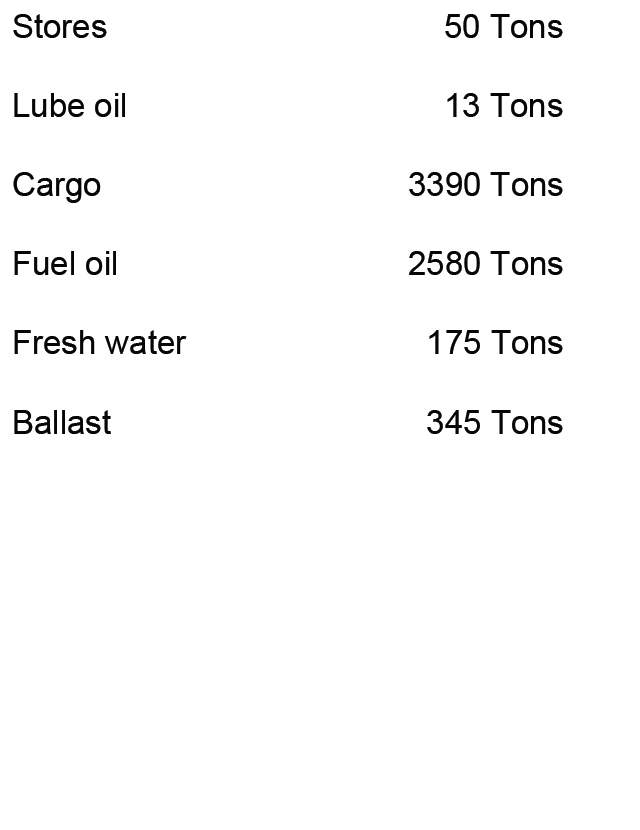 Stores 50 Tons
Lube oil 13 Tons
Cargo 3390 Tons
Fuel oil 2580 Tons
Fresh water 175 Tons
Ballast 345 Tons